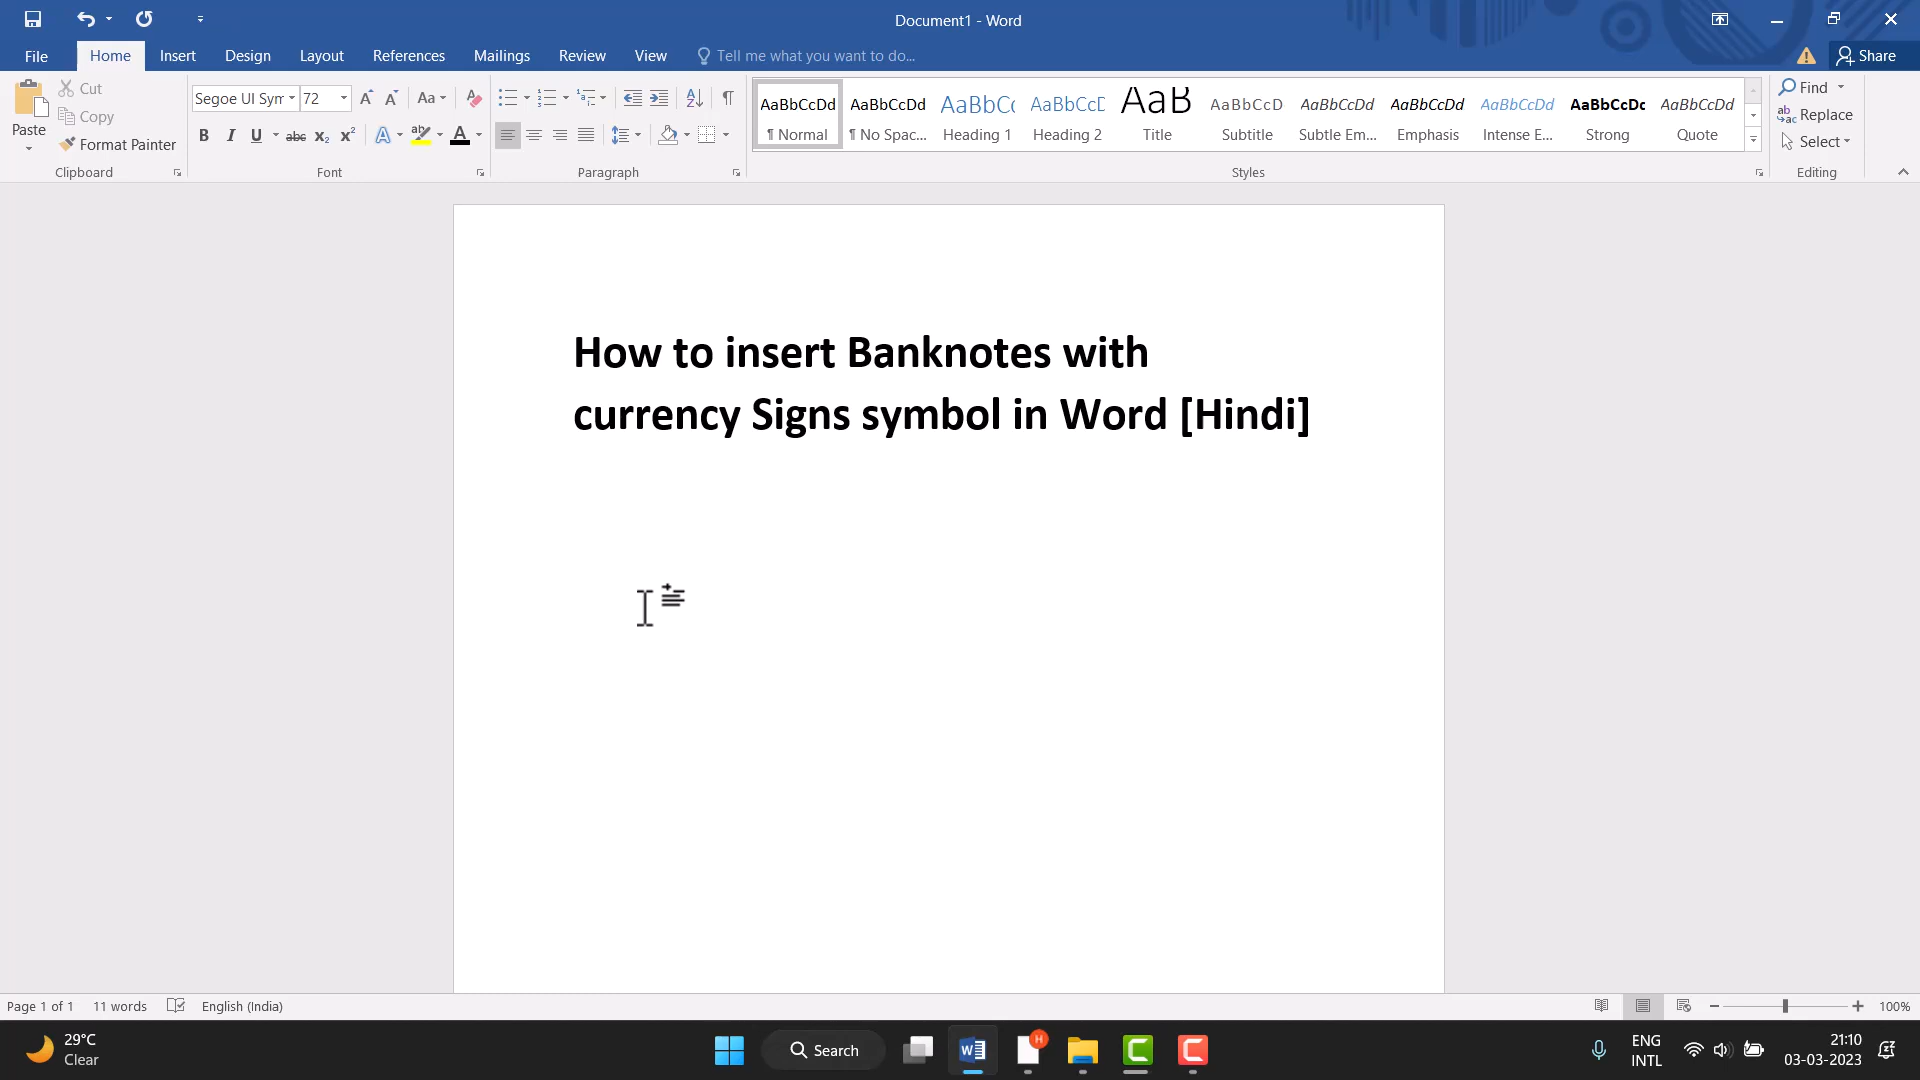 Document1 - Word
File Home Insert Design Layout References Mailings Review View Tell me what you want to do... Share
Paste Cut Copy Format Painter Clipboard
Segoe UI Sym 72 Aa Font
Paragraph
AaBbCcDd AaBbCcDd AaBbCc AaBbCcD AaB AaBbCcD AaBbCcDd AaBbCcDd AaBbCcDd AaBbCcDc AaBbCcDd
¶ Normal ¶ No Spac... Heading 1 Heading 2 Title Subtitle Subtle Em... Emphasis Intense E... Strong Quote
Styles
Find
Replace
Select
Editing
How to insert Banknotes with
currency Signs symbol in Word [Hindi]
Page 1 of 1 11 words English (India) 100%
29°C
Clear
Search
ENG
INTL
21:10
03-03-2023